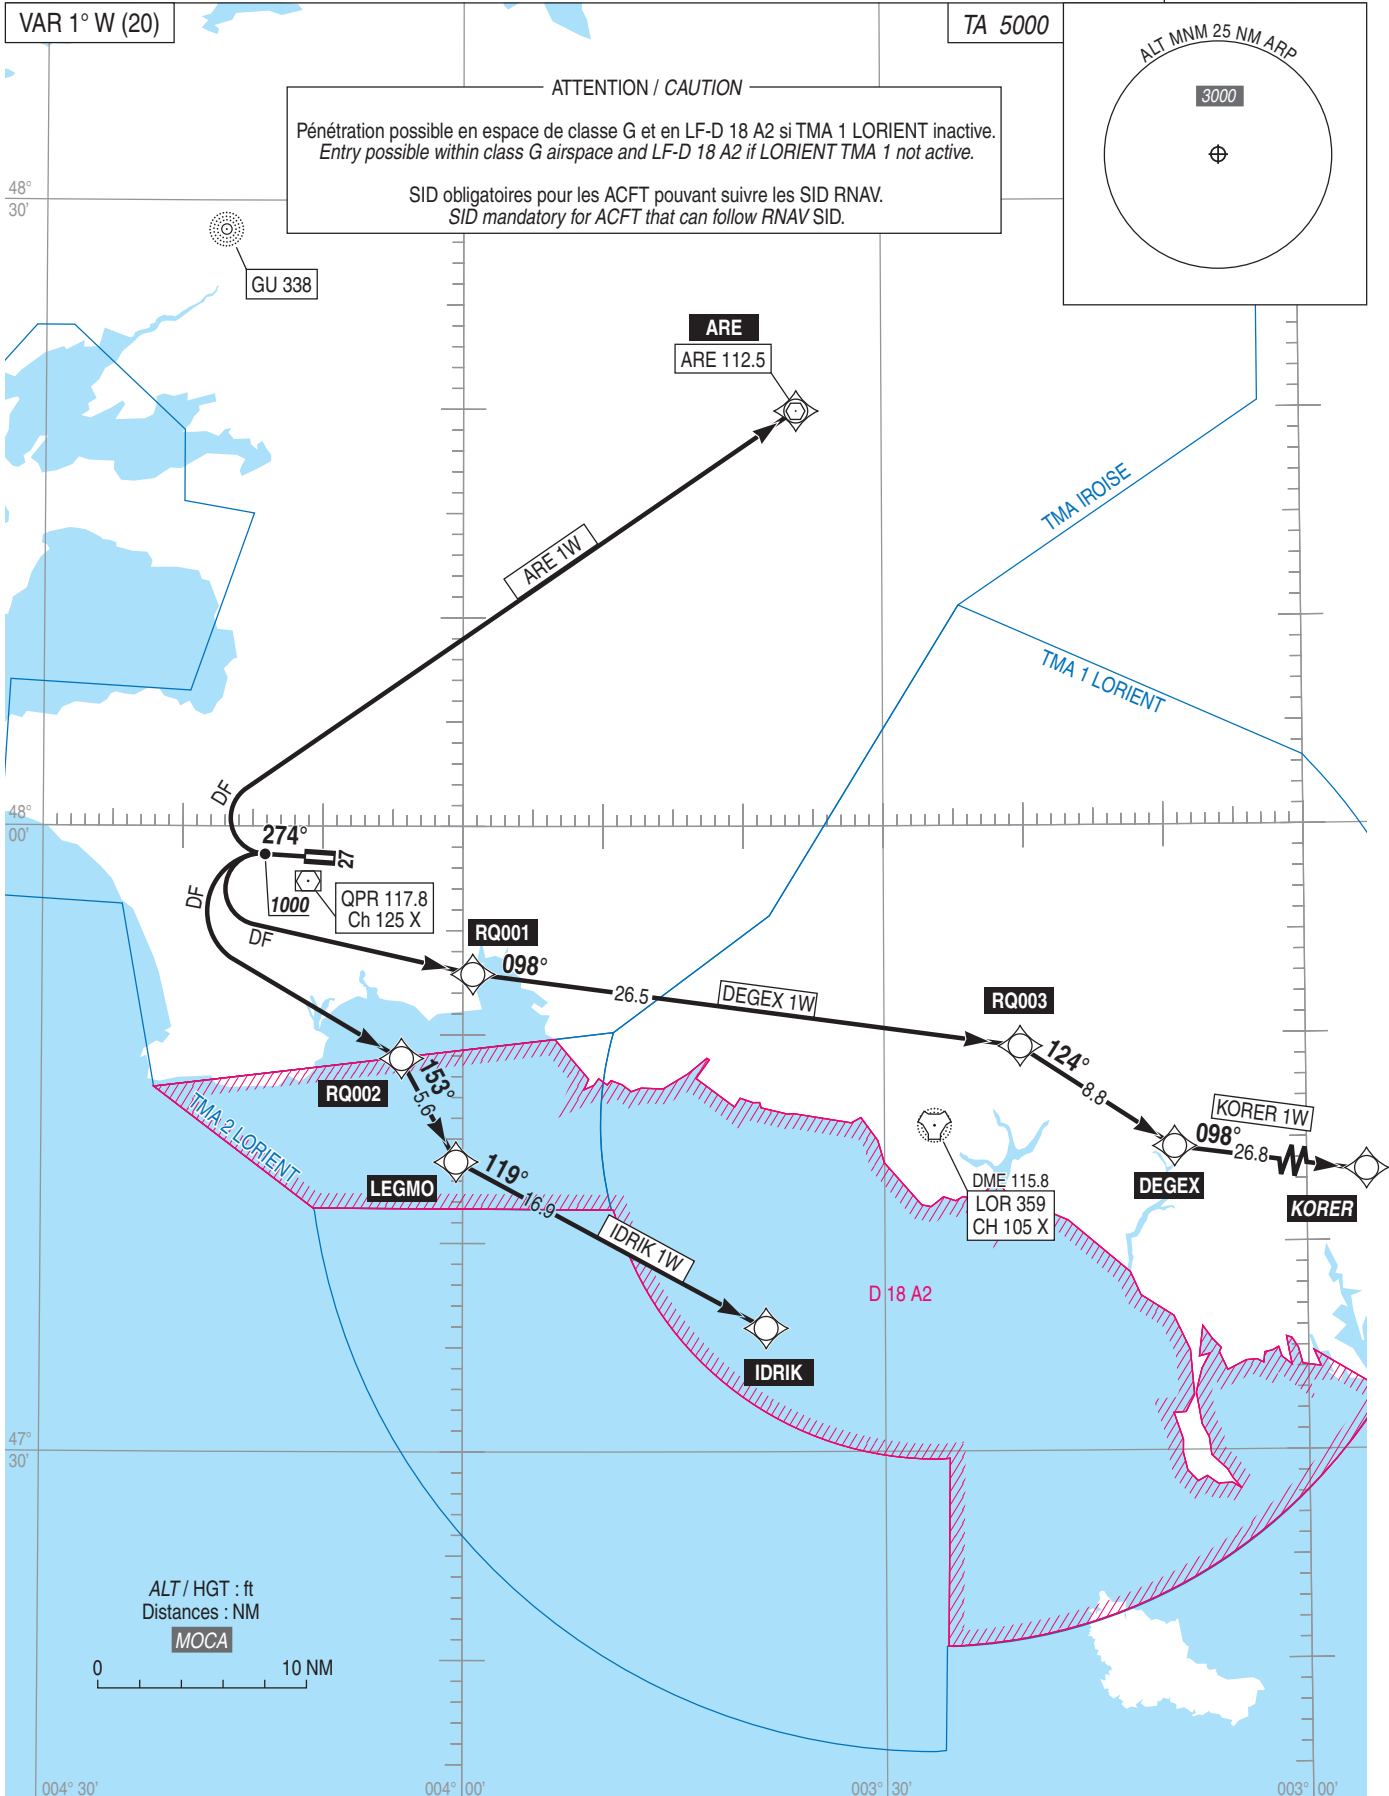 VAR 1° W (20)
TA 5000
ALT MNM 25 NM ARP
3000
ATTENTION / CAUTION
Pénétration possible en espace de classe G et en LF-D 18 A2 si TMA 1 LORIENT inactive.
Entry possible within class G airspace and LF-D 18 A2 if LORIENT TMA 1 not active.
SID obligatoires pour les ACFT pouvant suivre les SID RNAV.
SID mandatory for ACFT that can follow RNAV SID.
48°
30'
GU 338
ARE
ARE 112.5
TMA IROISE
ARE 1W
TMA 1 LORIENT
DF
48°
00'
274°
27
DF
1000
QPR 117.8
Ch 125 X
DF
RQ001
098°
26.5
DEGEX 1W
RQ003
124°
8.8
RQ002
153°
5.6
TMA 2 LORIENT
KORER 1W
098°
26.8
DEGEX
KORER
LEGMO
119°
16.9
DME 115.8
LOR 359
CH 105 X
IDRIK 1W
D 18 A2
IDRIK
47°
30'
ALT / HGT : ft
Distances : NM
MOCA
0
10 NM
004° 30'
004° 00'
003° 30'
003° 00'